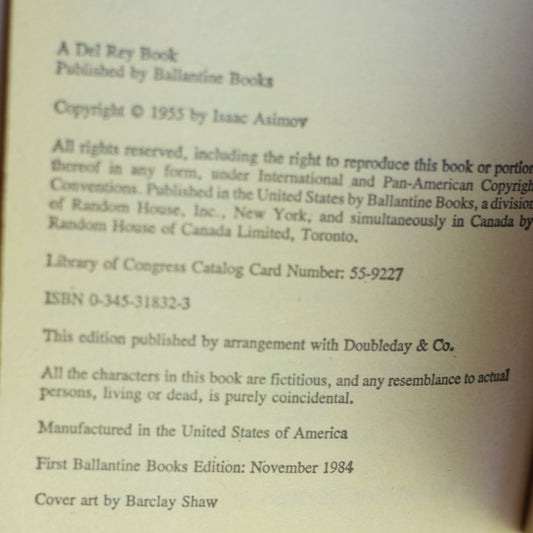 A Del Rey Book
Published by Ballantine Books
Copyright © 1955 by Isaac Asimov
All rights reserved, including the right to reproduce this book or portion
thereof in any form, under International and Pan-American Copyrigh
Conventions. Published in the United States by Ballantine Books, a division
of Random House, Inc., New York, and simultaneously in Canada by
Random House of Canada Limited, Toronto.
Library of Congress Catalog Card Number: 55-9227
ISBN 0-345-31832-3
This edition published by arrangement with Doubleday & Co.
All the characters in this book are fictitious, and any resemblance to actual
persons, living or dead, is purely coincidental.
Manufactured in the United States of America
First Ballantine Books Edition: November 1984
Cover art by Barclay Shaw